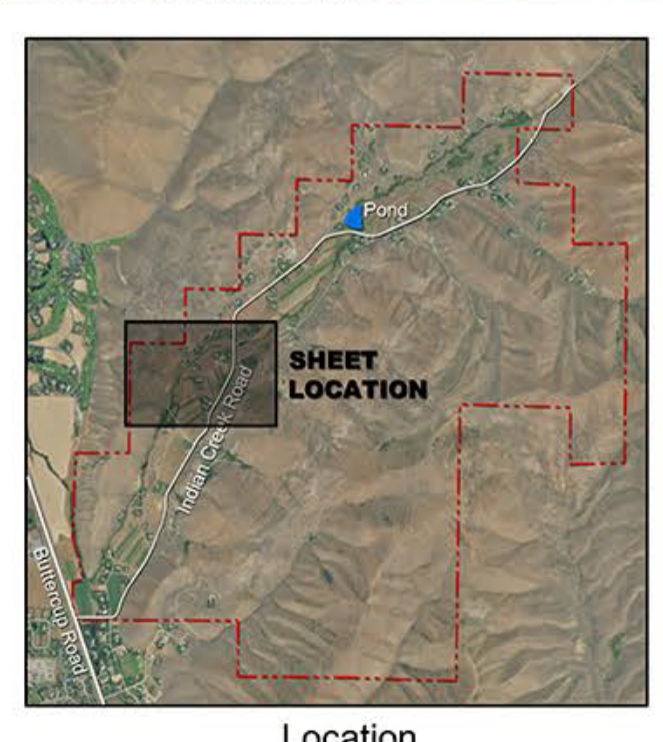 Pond
SHEET
LOCATION
Indian Creek Road
Buttercup Road
Location